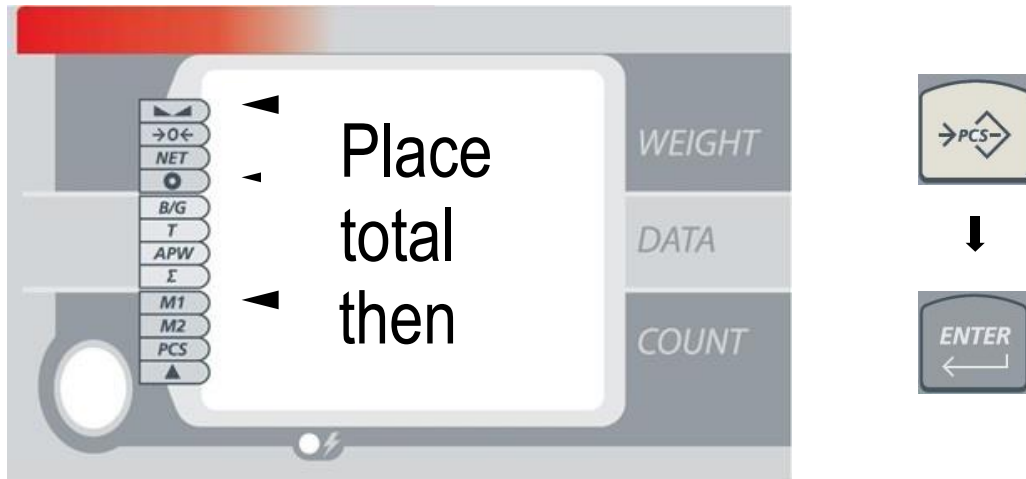 →0←
NET
B/G
T
APW
Σ
M1
M2
PCS
Place
total
then
WEIGHT
DATA
COUNT
→PCS
ENTER